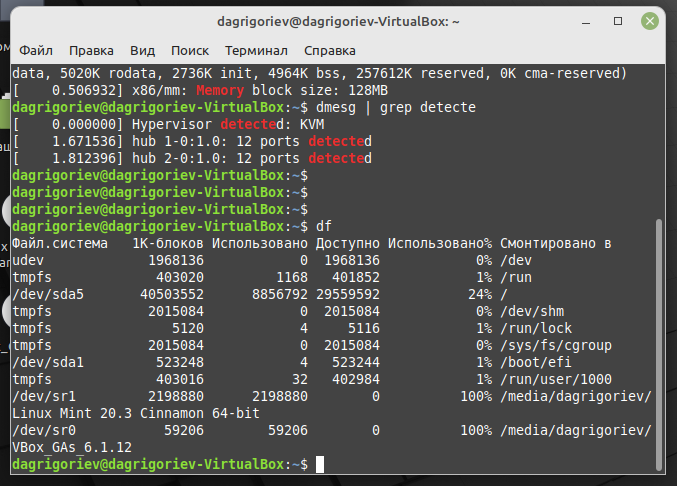 dagrigoriev@dagrigoriev-VirtualBox: ~
Файл Правка Вид Поиск Терминал Справка
data, 5020K rodata, 2736K init, 4964K bss, 257612K reserved, 0K cma-reserved)
[    0.506932] x86/mm: Memory block size: 128MB
dagrigoriev@dagrigoriev-VirtualBox:~$ dmesg | grep detecte
[    0.000000] Hypervisor detected: KVM
[    1.671536] hub 1-0:1.0: 12 ports detected
[    1.812396] hub 2-0:1.0: 12 ports detected
dagrigoriev@dagrigoriev-VirtualBox:~$
dagrigoriev@dagrigoriev-VirtualBox:~$
dagrigoriev@dagrigoriev-VirtualBox:~$
dagrigoriev@dagrigoriev-VirtualBox:~$ df
Файл.система   1K-блоков Использовано Доступно Использовано% Смонтировано в
udev             1968136            0  1968136            0% /dev
tmpfs             403020         1168   401852            1% /run
/dev/sda5       40503552      8856792 29559592           24% /
tmpfs            2015084            0  2015084            0% /dev/shm
tmpfs               5120            4     5116            1% /run/lock
tmpfs            2015084            0  2015084            0% /sys/fs/cgroup
/dev/sda1         523248            4   523244            1% /boot/efi
tmpfs             403016           32   402984            1% /run/user/1000
/dev/sr1         2198880      2198880        0          100% /media/dagrigoriev/
Linux Mint 20.3 Cinnamon 64-bit
/dev/sr0           59206        59206        0          100% /media/dagrigoriev/
VBox_GAs_6.1.12
dagrigoriev@dagrigoriev-VirtualBox:~$